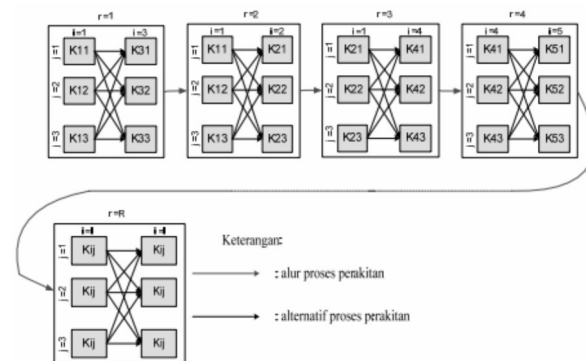 r=1 r=2 r=3 r=4
i=1 i=3 i=1 i=2 i=1 i=4 i=4 i=5
j=1 K11 K31 j=1 K11 K21 j=1 K21 K41 j=1 K41 K51
j=2 K12 K32 j=2 K12 K22 j=2 K22 K42 j=2 K42 K52
j=3 K13 K33 j=3 K13 K23 j=3 K23 K43 j=3 K43 K53
r=R
i=I i=I
j=1 Kij Kij
j=2 Kij Kij
j=3 Kij Kij
Keterangan:
: alur proses perakitan
: alternatif proses perakitan